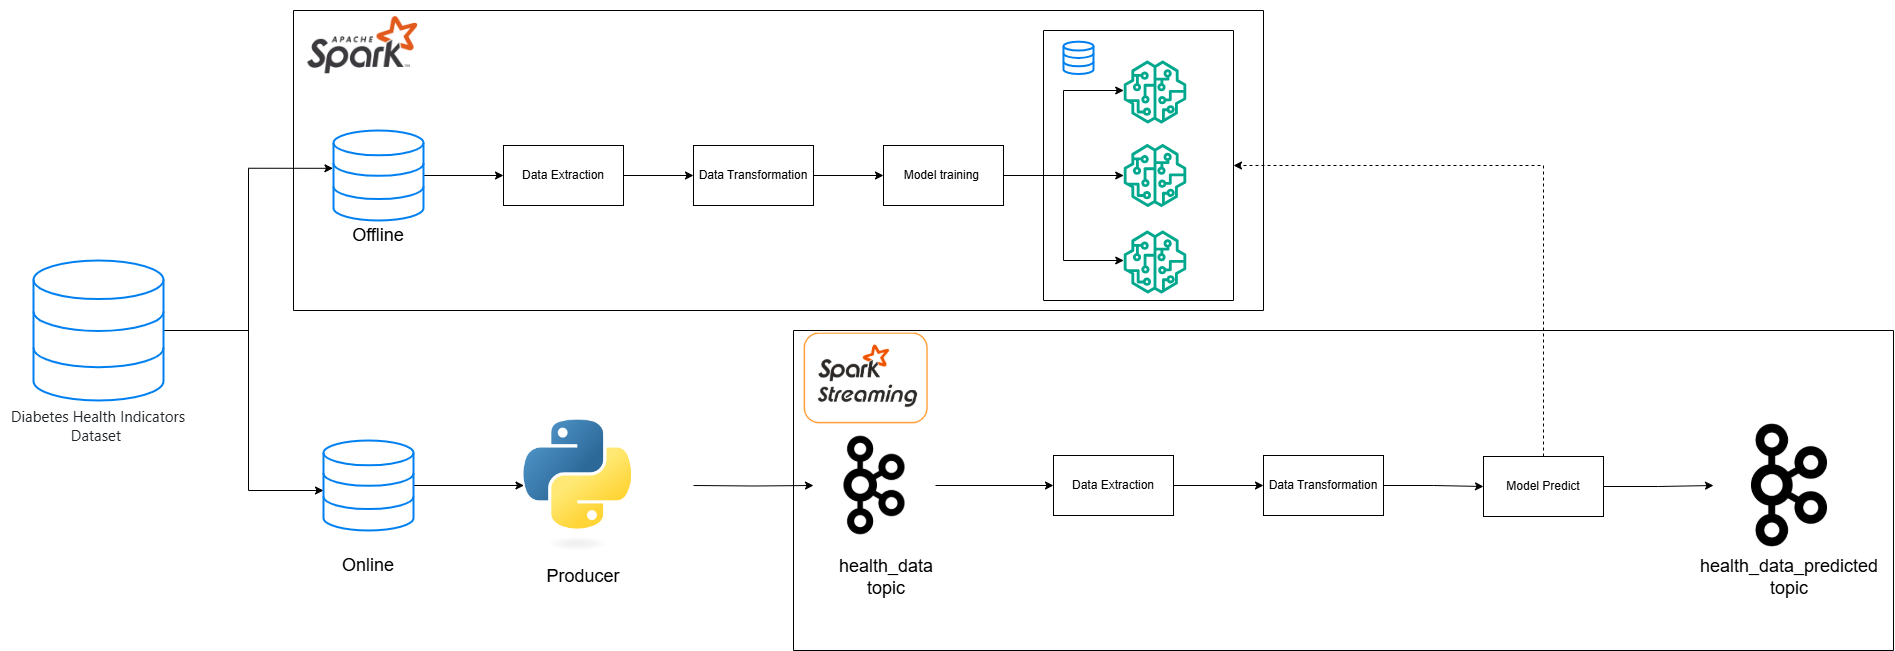 APACHE
Spark
Data Extraction
Data Transformation
Model training
Offline
Diabetes Health Indicators
Dataset
Spark
Streaming
Data Extraction
Data Transformation
Model Predict
Online
Producer
health_data
topic
health_data_predicted
topic